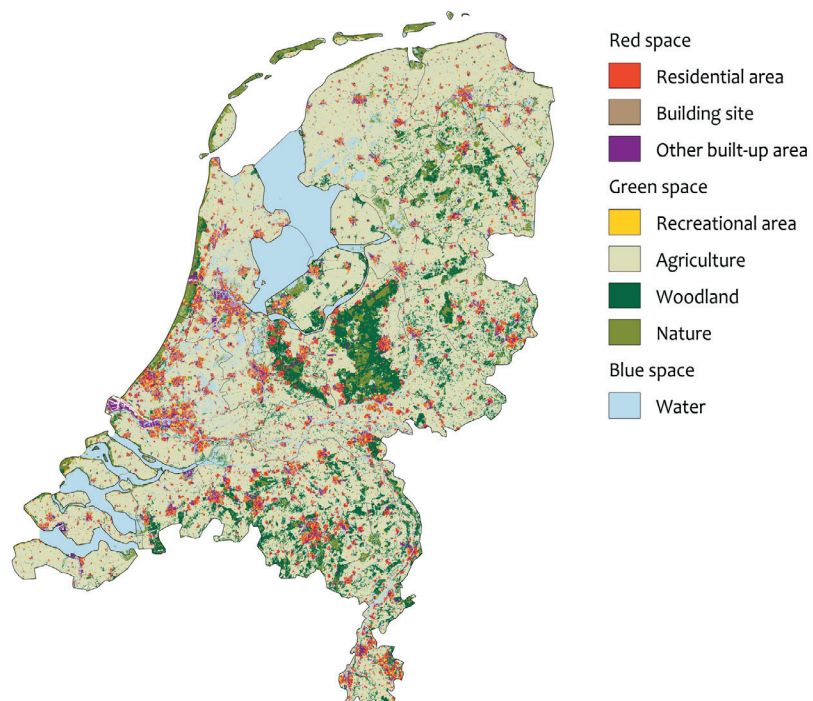 Red space
Residential area
Building site
Other built-up area
Green space
Recreational area
Agriculture
Woodland
Nature
Blue space
Water